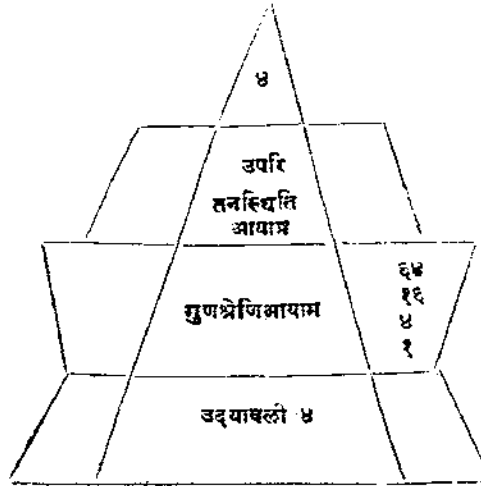 ४
उपरि
तनस्थिति
आयाम
६४
१६
४
१
गुणश्रेणिआयाम
उदयावली ४